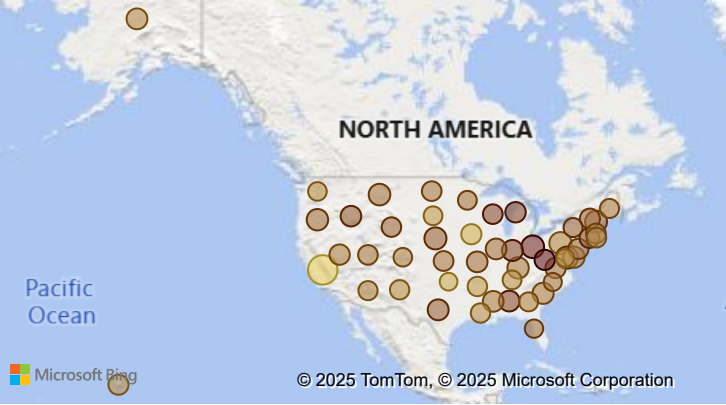 NORTH AMERICA
Pacific
Ocean
Microsoft Bing
© 2025 TomTom, © 2025 Microsoft Corporation